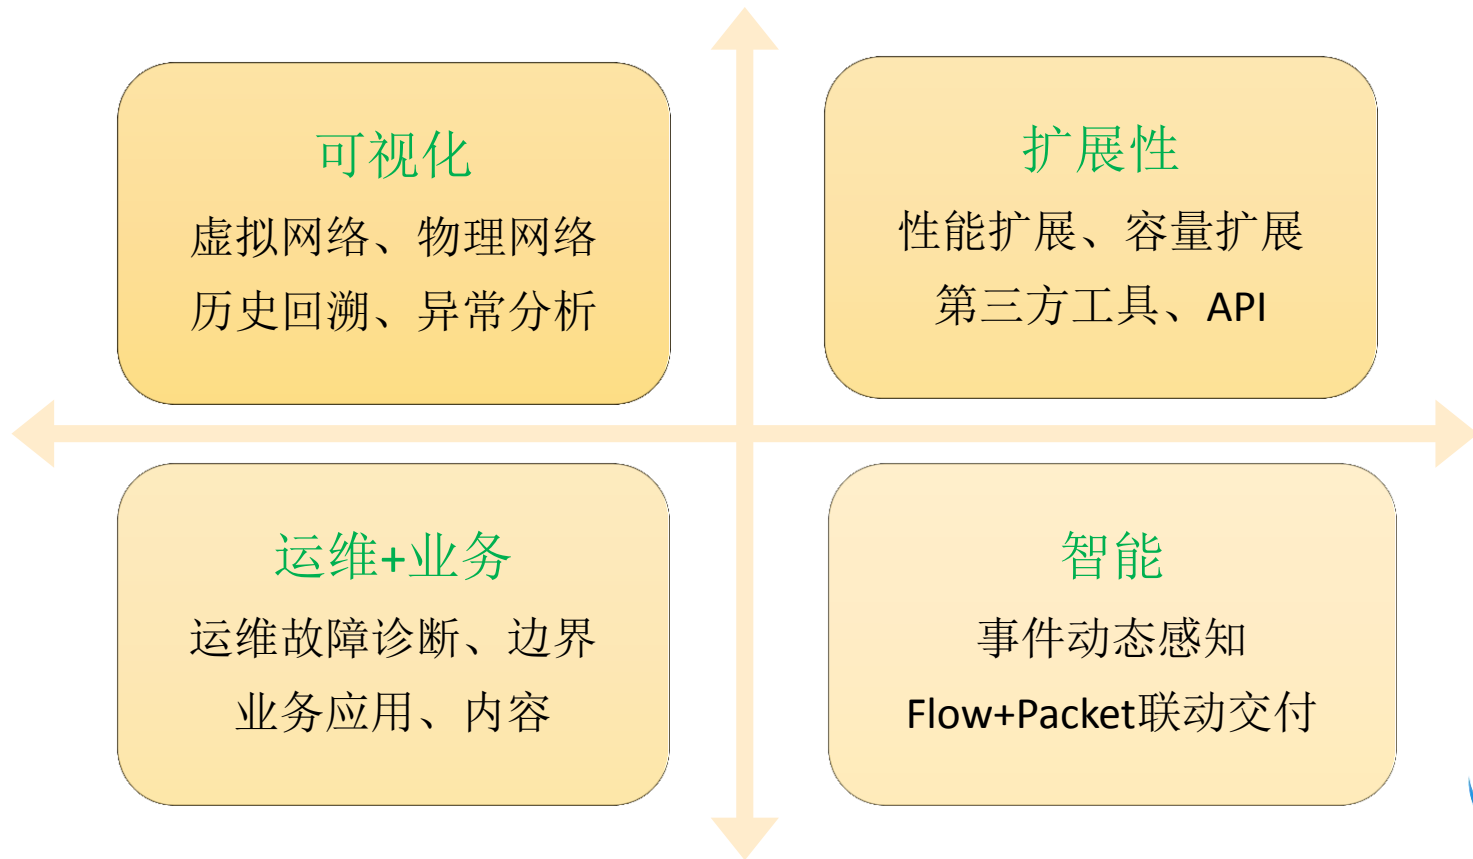 可视化
虚拟网络、物理网络
历史回溯、异常分析
扩展性
性能扩展、容量扩展
第三方工具、API
运维+业务
运维故障诊断、边界
业务应用、内容
智能
事件动态感知
Flow+Packet联动交付